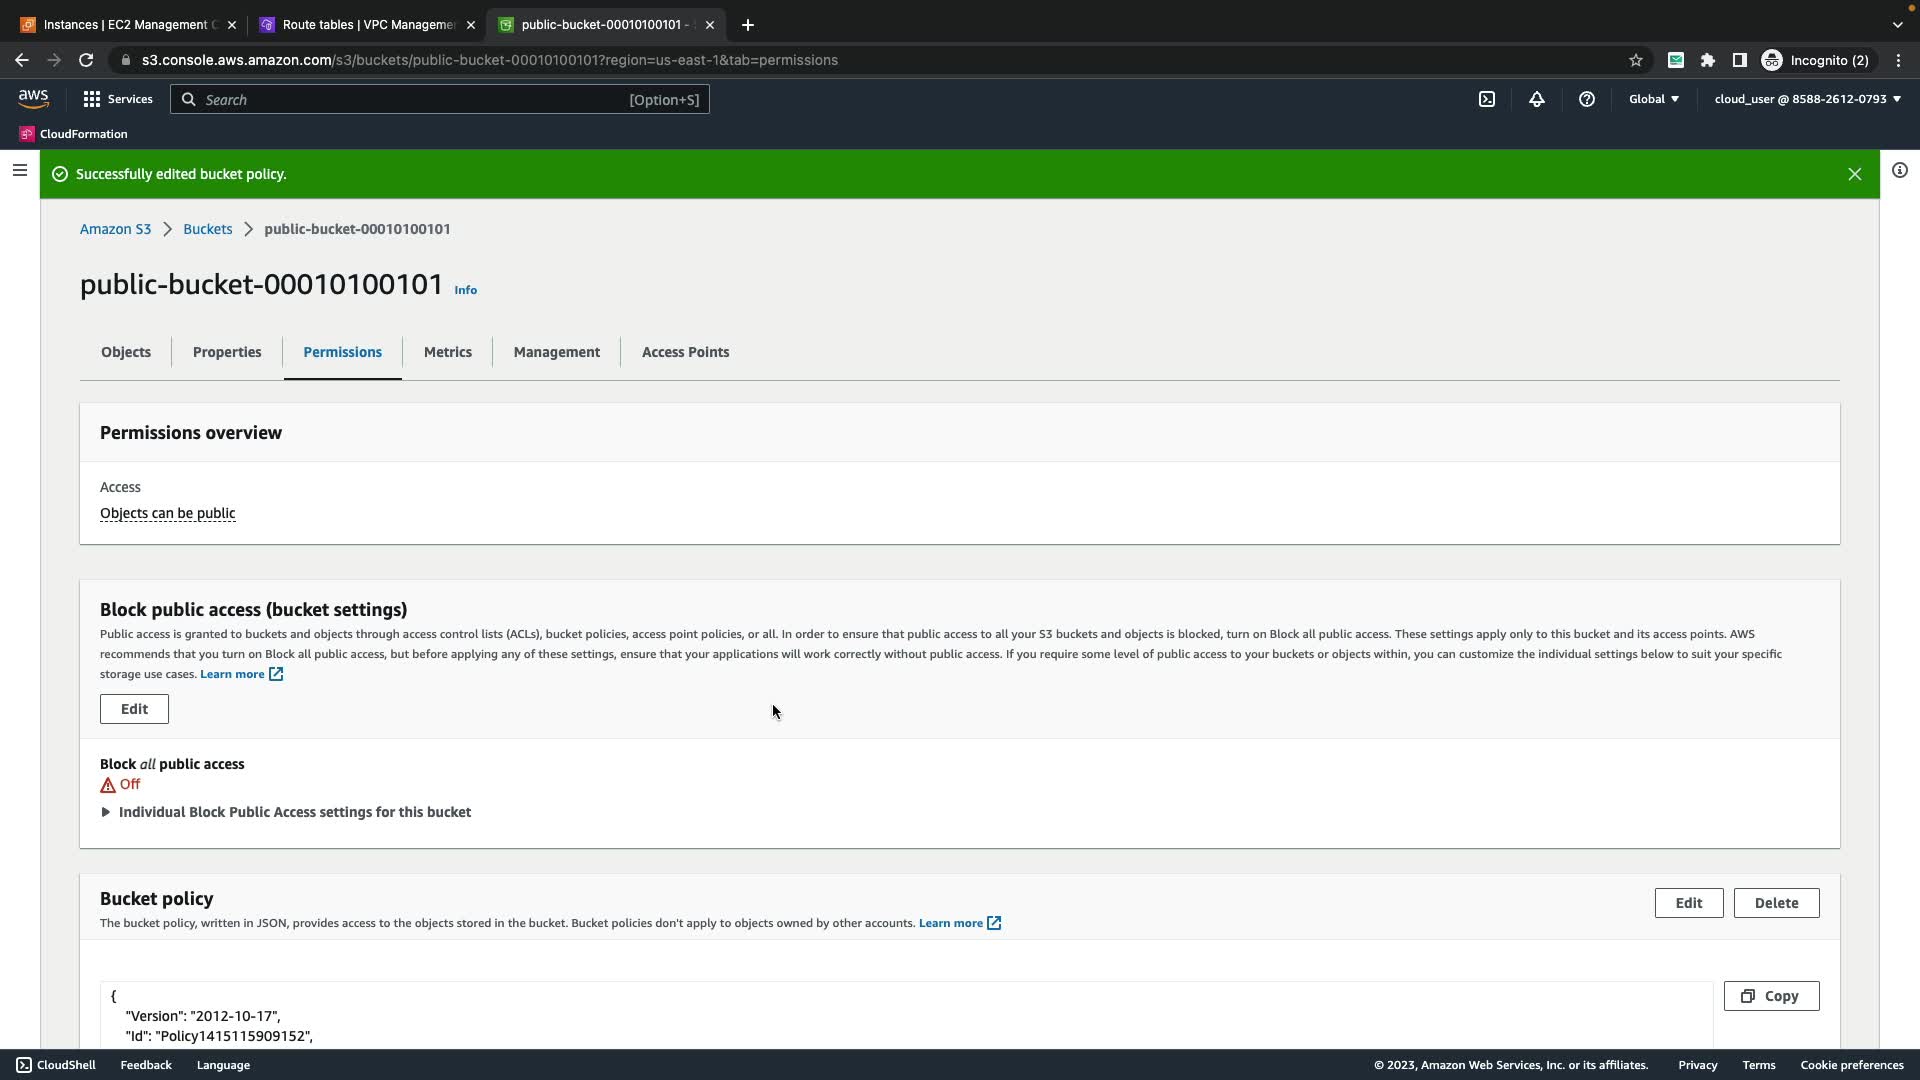 Instances | EC2 Management C
Route tables | VPC Manageme
public-bucket-00010100101 -
s3.console.aws.amazon.com/s3/buckets/public-bucket-00010100101?region=us-east-1&tab=permissions
Incognito (2)
aws
Services
Search
[Option+S]
Global
cloud_user @ 8588-2612-0793
CloudFormation
Successfully edited bucket policy.
Amazon S3 > Buckets > public-bucket-00010100101
public-bucket-00010100101 Info
Objects
Properties
Permissions
Metrics
Management
Access Points
Permissions overview
Access
Objects can be public
Block public access (bucket settings)
Public access is granted to buckets and objects through access control lists (ACLs), bucket policies, access point policies, or all. In order to ensure that public access to all your S3 buckets and objects is blocked, turn on Block all public access. These settings apply only to this bucket and its access points. AWS
recommends that you turn on Block all public access, but before applying any of these settings, ensure that your applications will work correctly without public access. If you require some level of public access to your buckets or objects within, you can customize the individual settings below to suit your specific
storage use cases. Learn more
Edit
Block all public access
Off
Individual Block Public Access settings for this bucket
Bucket policy
Edit
Delete
The bucket policy, written in JSON, provides access to the objects stored in the bucket. Bucket policies don't apply to objects owned by other accounts. Learn more
Copy
{
"Version": "2012-10-17",
"Id": "Policy1415115909152",
CloudShell
Feedback
Language
© 2023, Amazon Web Services, Inc. or its affiliates.
Privacy
Terms
Cookie preferences